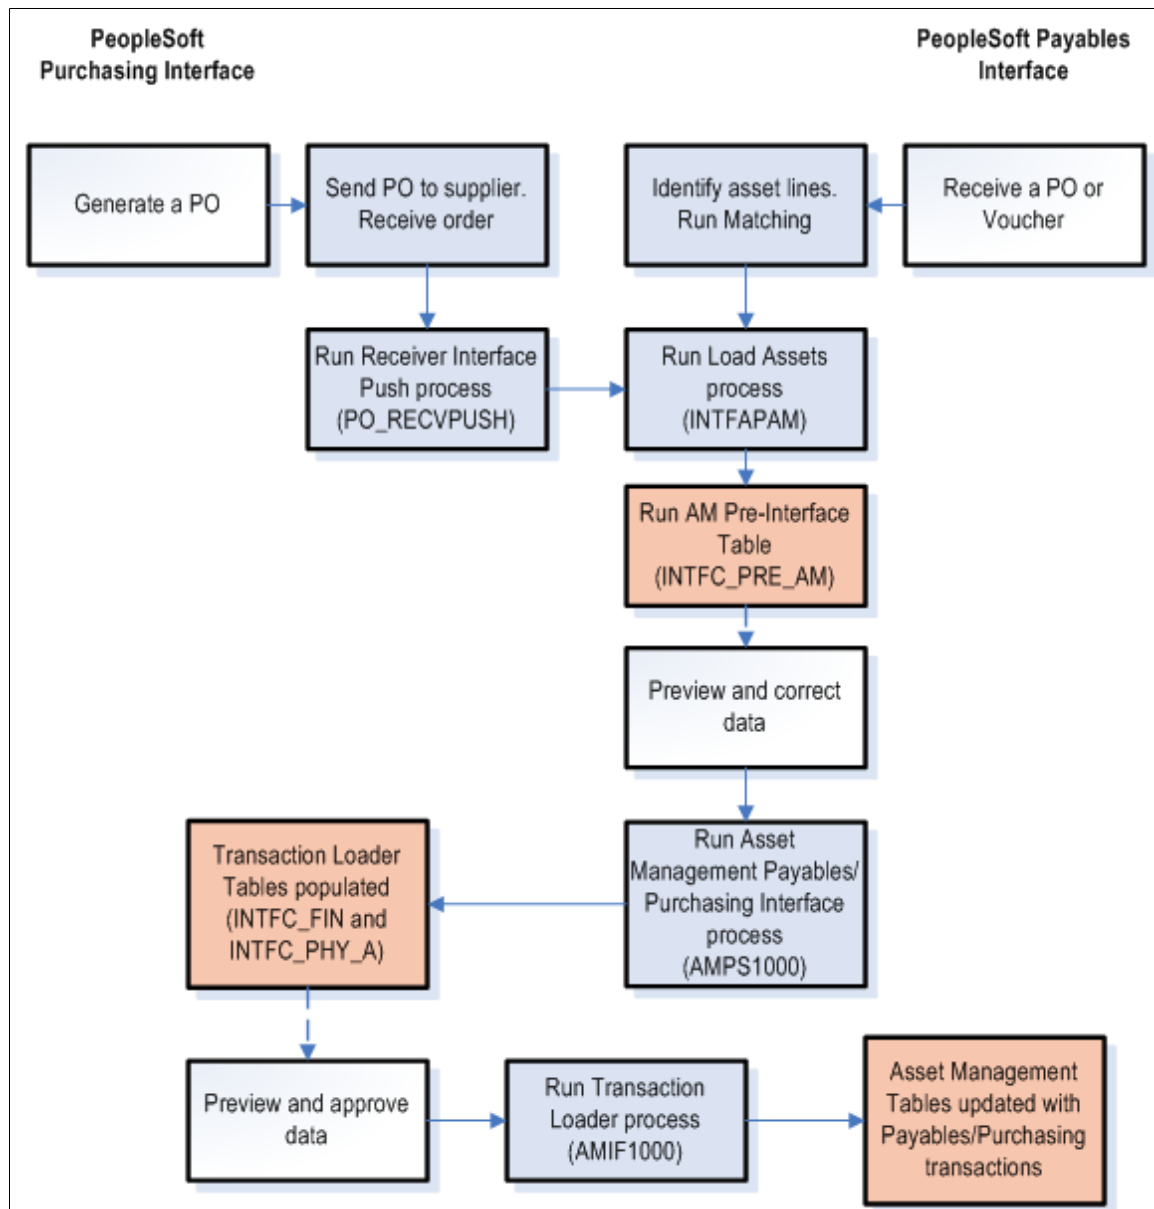 PeopleSoft
Purchasing Interface
PeopleSoft Payables
Interface
Generate a PO
Send PO to supplier.
Receive order
Identify asset lines.
Run Matching
Receive a PO or
Voucher
Run Receiver Interface
Push process
(PO_RECVPUSH)
Run Load Assets
process
(INTFAPAM)
Run AM Pre-Interface
Table
(INTFC_PRE_AM)
Preview and correct
data
Run Asset
Management Payables/
Purchasing Interface
process
(AMPS1000)
Transaction Loader
Tables populated
(INTFC_FIN and
INTFC_PHY_A)
Preview and approve
data
Run Transaction
Loader process
(AMIF1000)
Asset Management
Tables updated with
Payables/Purchasing
transactions